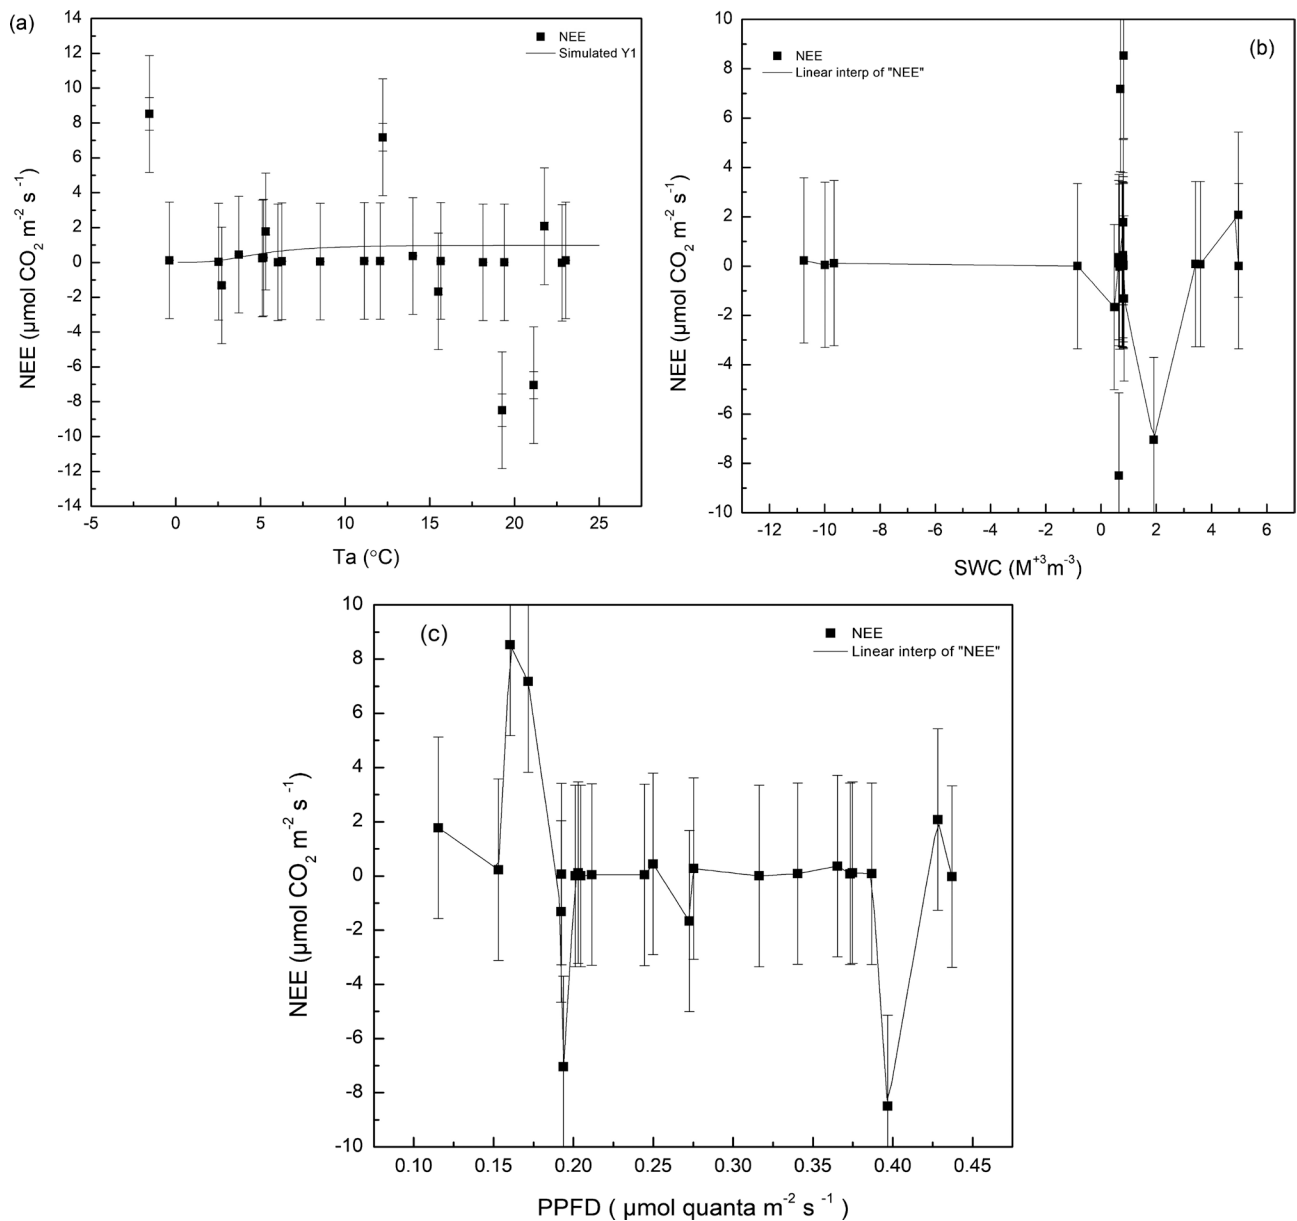 (a)
NEE
Simulated Y1
14
12
10
8
6
4
2
0
-2
-4
-6
-8
-10
-12
-14
NEE (µmol CO₂ m⁻² s⁻¹)
-5 0 5 10 15 20 25
Ta (°C)
(b)
NEE
Linear interp of "NEE"
10
8
6
4
2
0
-2
-4
-6
-8
-10
NEE (µmol CO₂ m⁻² s⁻¹)
-12 -10 -8 -6 -4 -2 0 2 4 6
SWC (M⁺³m⁻³)
(c)
NEE
Linear interp of "NEE"
10
8
6
4
2
0
-2
-4
-6
-8
-10
NEE (µmol CO₂ m⁻² s⁻¹)
0.10 0.15 0.20 0.25 0.30 0.35 0.40 0.45
PPFD ( µmol quanta m⁻² s⁻¹ )